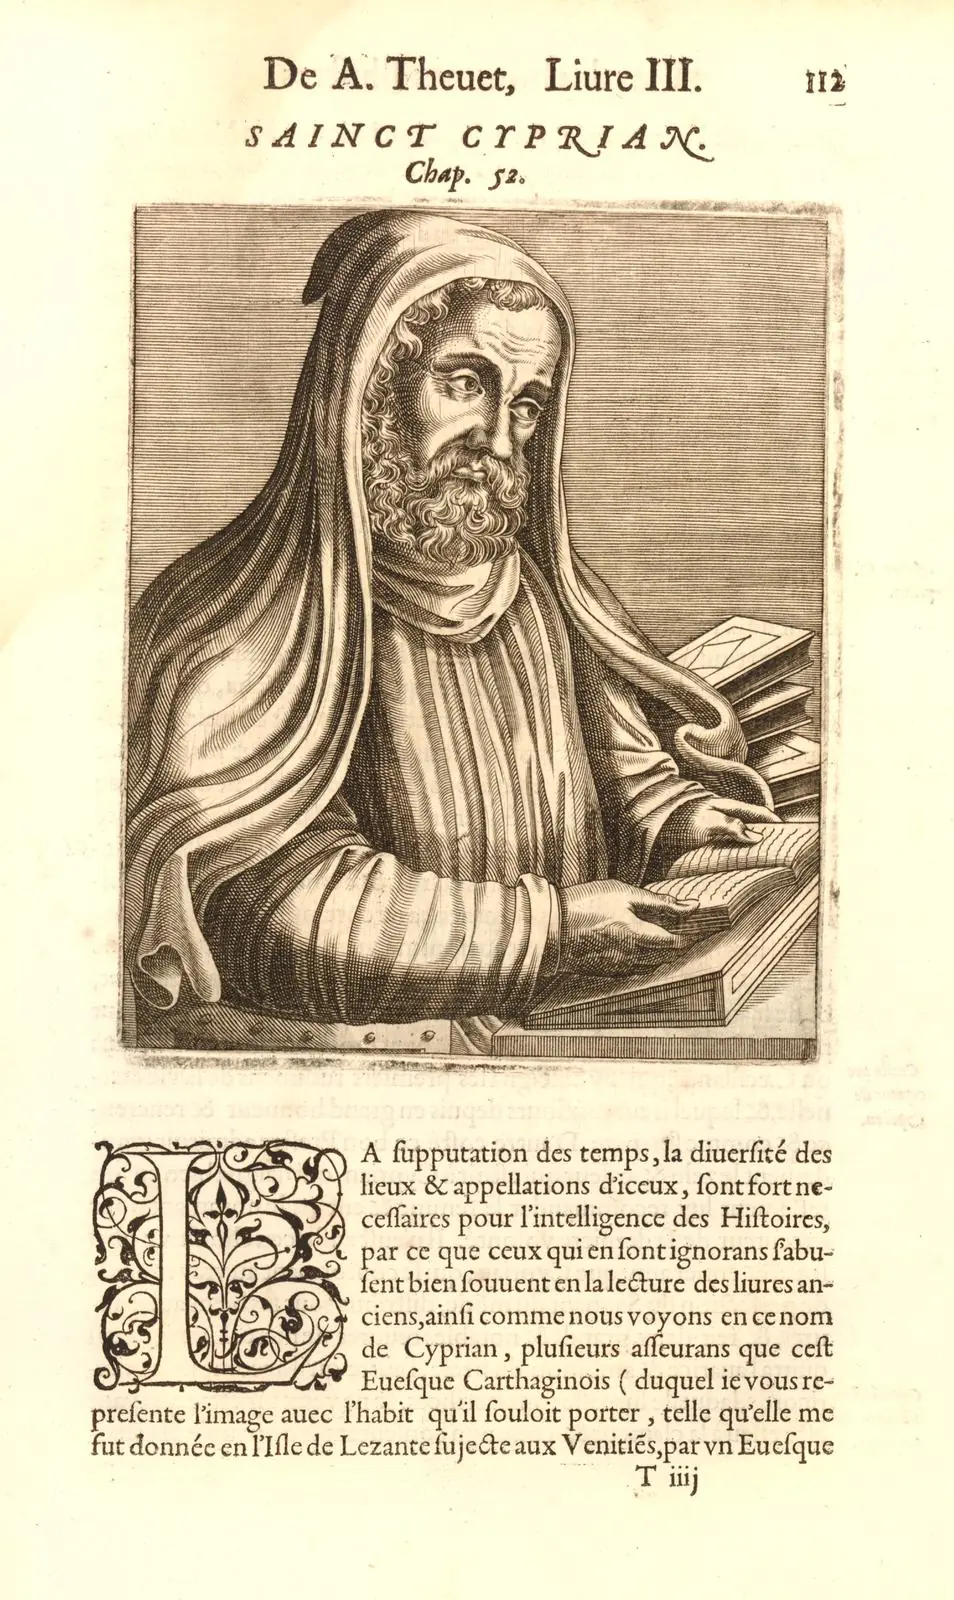 De A. Theuet, Liure III. 112
SAINCT CYPRIAN.
Chap. 52.
LA ſupputation des temps, la diuerſité des
lieux & appellations d'iceux, ſont fort ne-
ceſſaires pour l'intelligence des Hiſtoires,
par ce que ceux qui en ſont ignorans ſ'abu-
ſent bien ſouuent en la lecture des liures an-
ciens, ainſi comme nous voyons en ce nom
de Cyprian, pluſieurs aſſeurans que ceſt
Eueſque Carthaginois ( duquel ie vous re-
preſente l'image auec l'habit qu'il ſouloit porter, telle qu'elle me
fut donnée en l'Iſle de Lezante ſujecte aux Venitiẽs, par vn Eueſque
T iiij